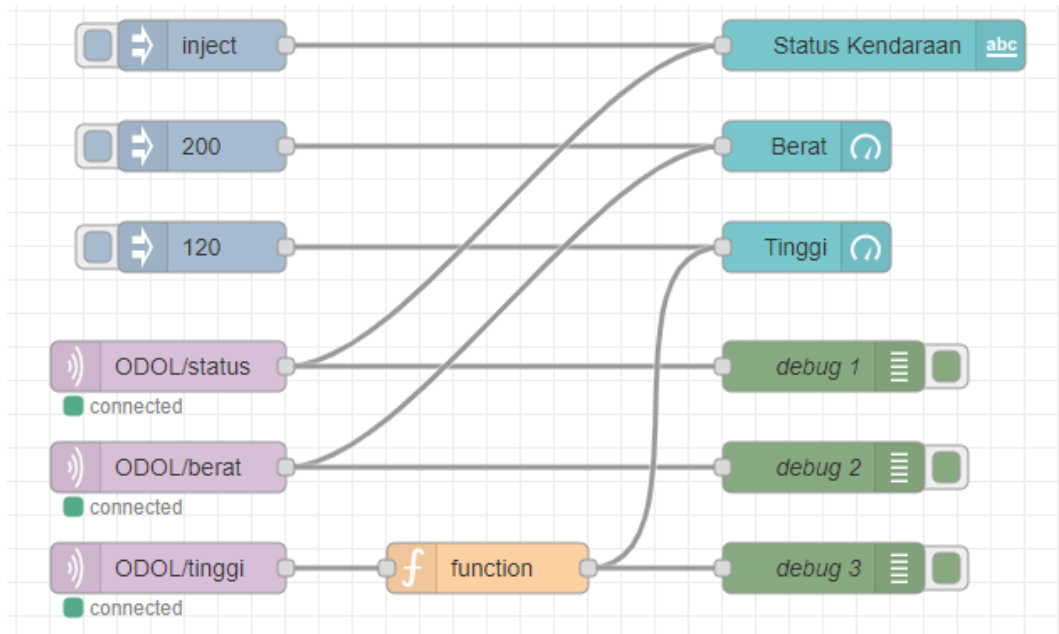 inject
Status Kendaraan
abc
200
Berat
120
Tinggi
ODOL/status
debug 1
connected
ODOL/berat
debug 2
connected
ODOL/tinggi
function
debug 3
connected